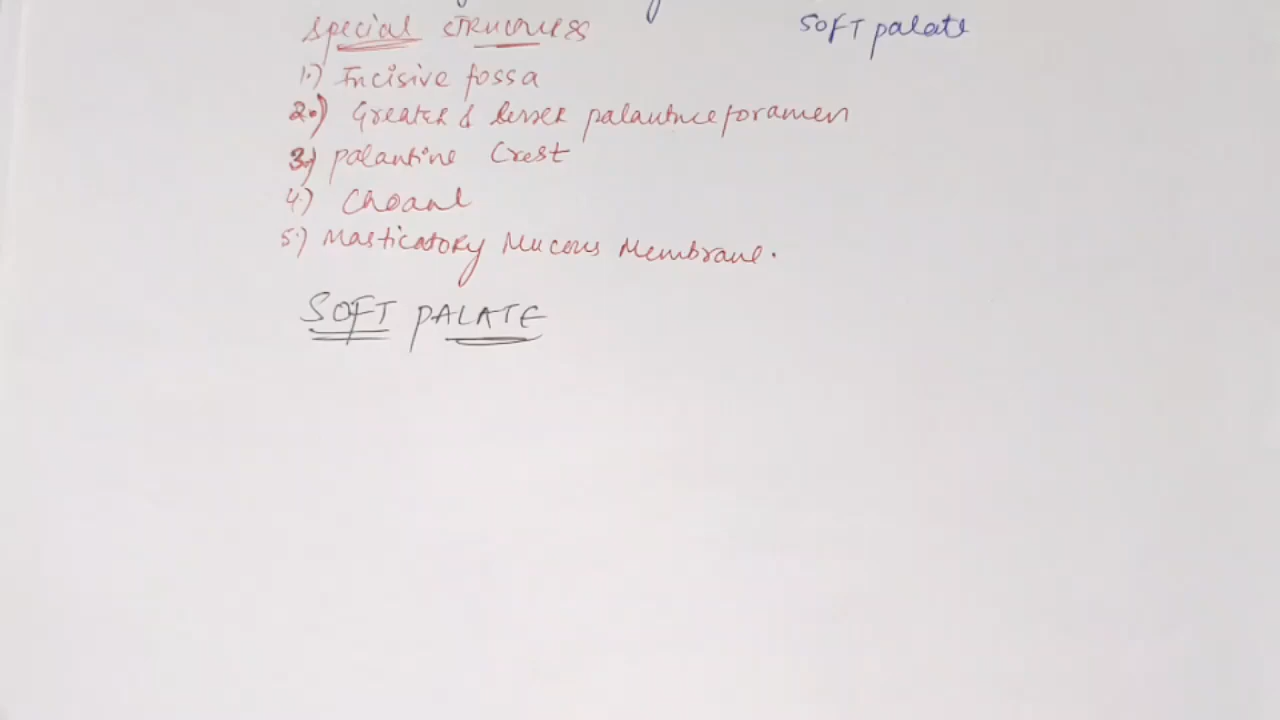 Special structures
SOFT palate
1.) Incisive fossa
2.) Greater & lesser palantine foramen
3.) palantine Crest
4.) Choanl
5.) Masticatory Mucous Membrane.
SOFT PALATE